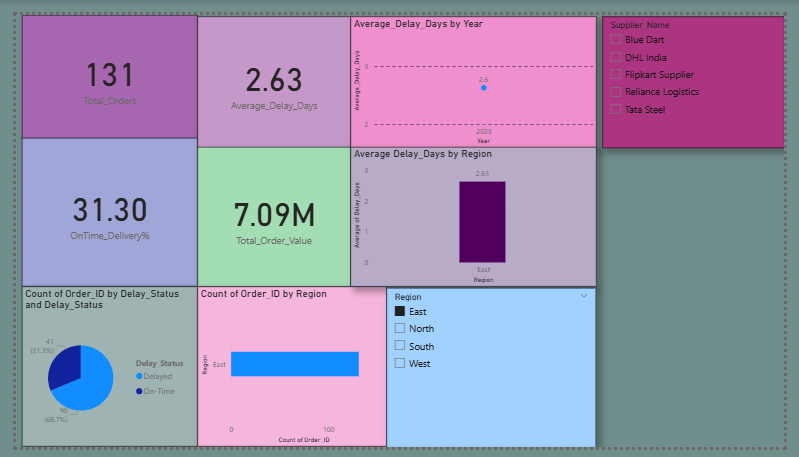 131
Total_Orders
2.63
Average_Delay_Days
Average_Delay_Days by Year
Average_Delay_Days
3
2.6
2
2025
Year
Supplier_Name
Blue Dart
DHL India
Flipkart Supplier
Reliance Logistics
Tata Steel
31.30
OnTime_Delivery%
7.09M
Total_Order_Value
Average Delay_Days by Region
Average of Delay_Days
3
2.63
2
1
0
East
Region
Count of Order_ID by Delay_Status
and Delay_Status
41
(31.3%)
90
(68.7%)
Delay_Status
Delayed
On-Time
Count of Order_ID by Region
Region
East
0
100
Count of Order_ID
Region
East
North
South
West